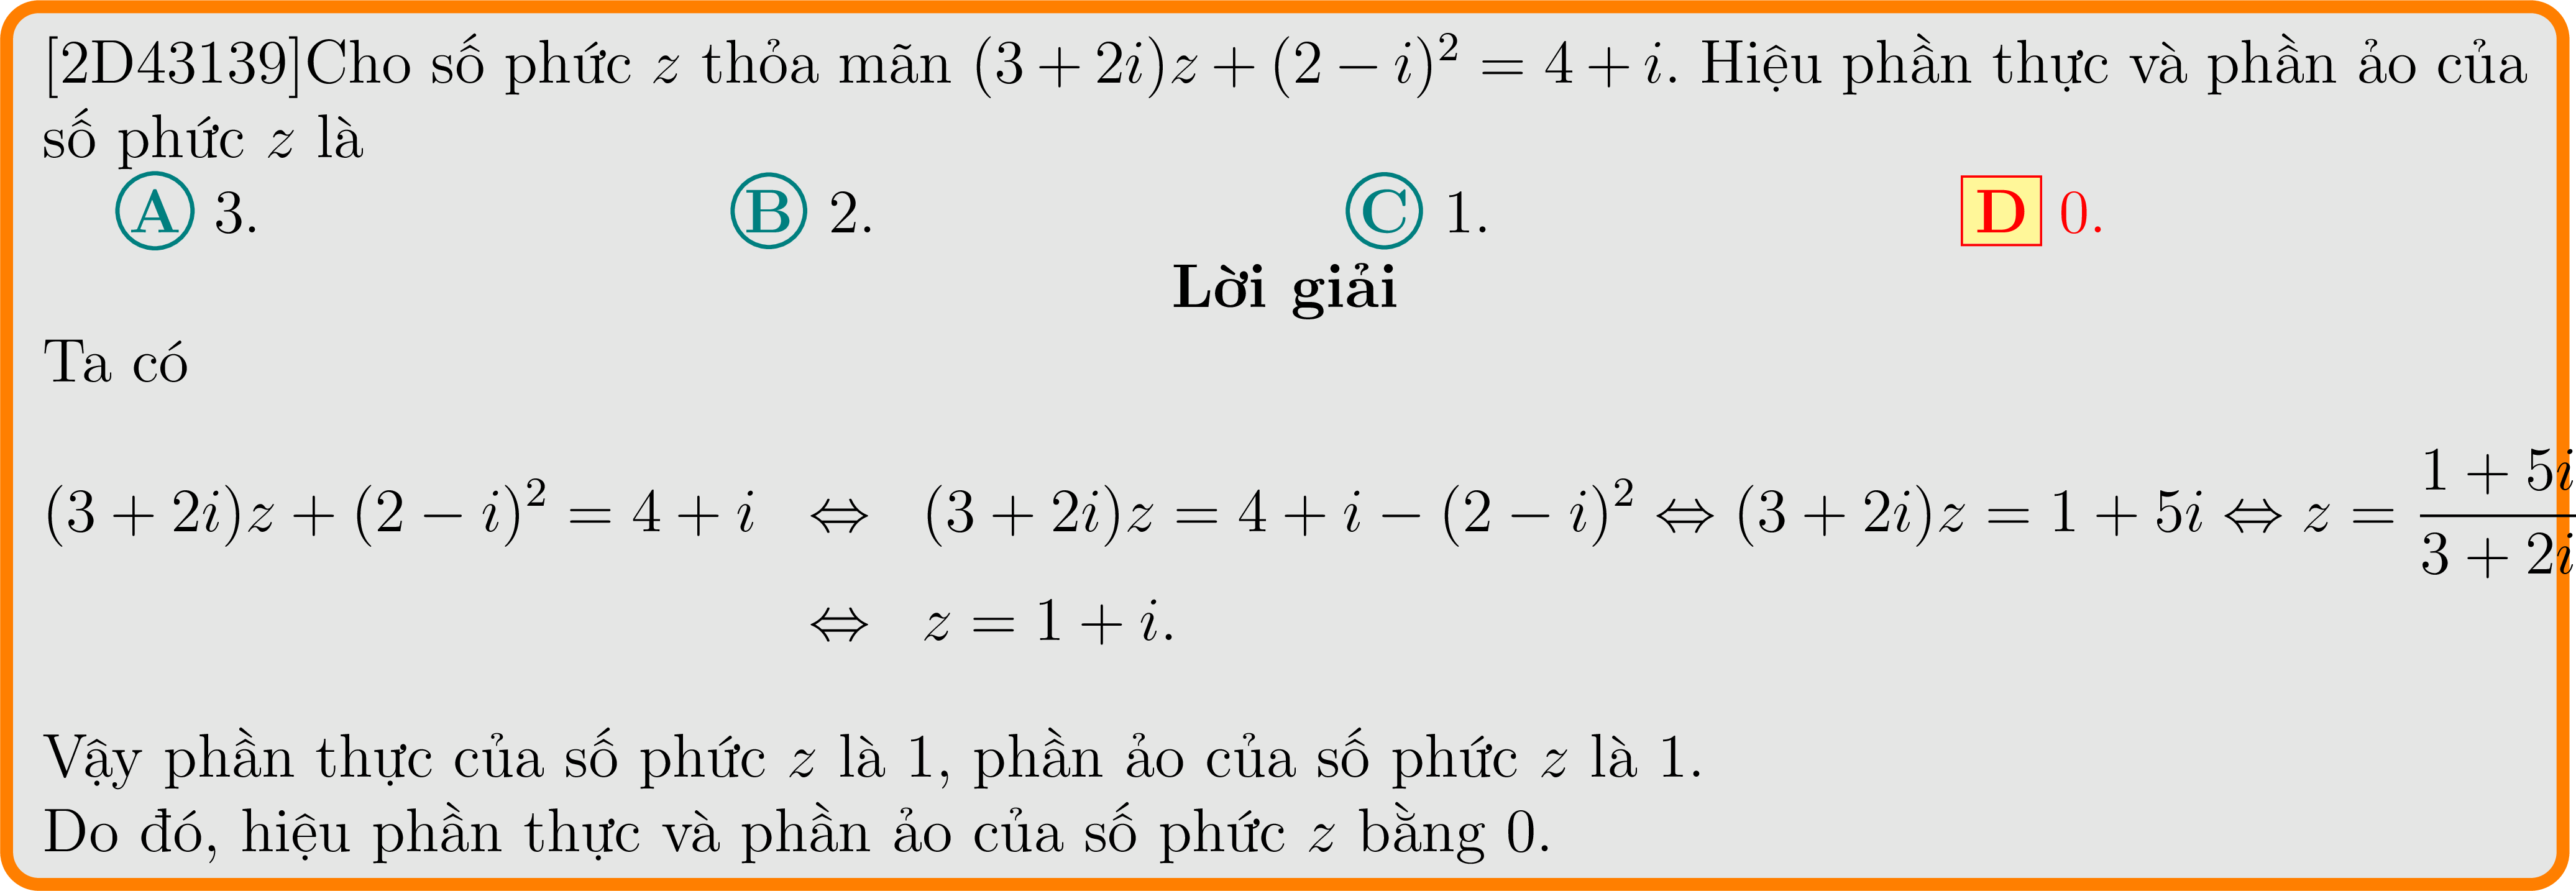 [2D43139]Cho số phức z thỏa mãn (3 + 2i)z + (2 − i)² = 4 + i. Hiệu phần thực và phần ảo của
số phức z là
A 3. B 2. C 1. D 0.
Lời giải
Ta có
(3 + 2i)z + (2 − i)² = 4 + i ⇔ (3 + 2i)z = 4 + i − (2 − i)² ⇔ (3 + 2i)z = 1 + 5i ⇔ z = \frac{1 + 5i}{3 + 2i}
⇔ z = 1 + i.
Vậy phần thực của số phức z là 1, phần ảo của số phức z là 1.
Do đó, hiệu phần thực và phần ảo của số phức z bằng 0.